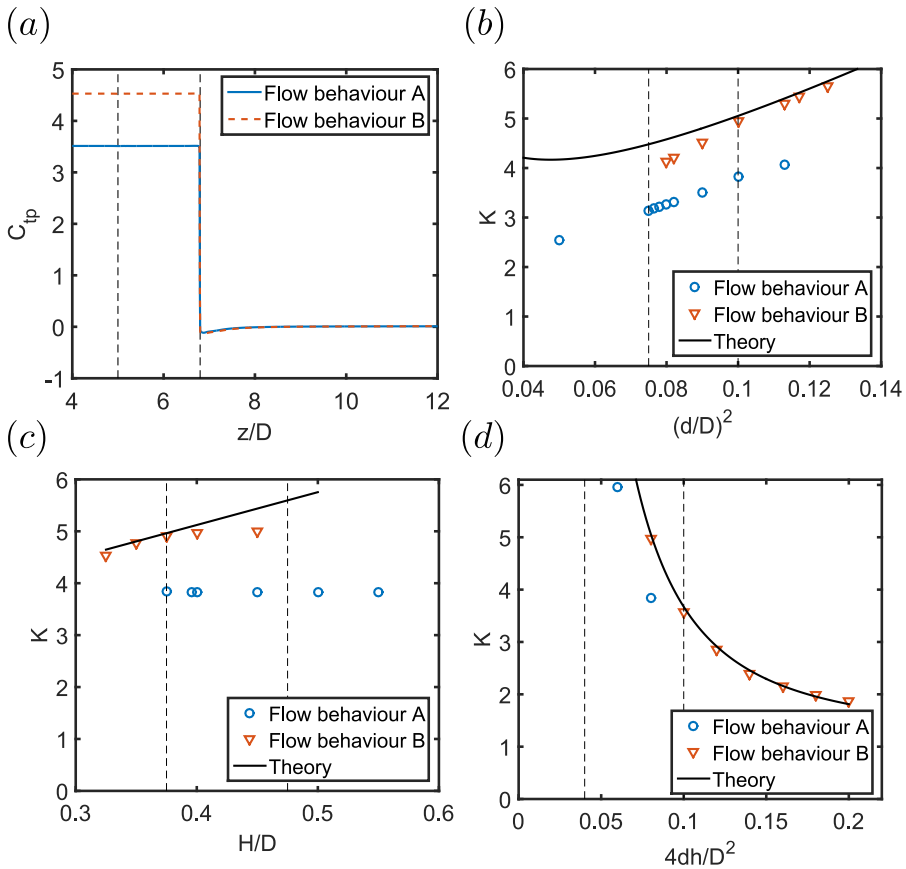 (a)
5
4
3
2
1
0
-1
C_tp
4 6 8 10 12
z/D
Flow behaviour A
Flow behaviour B
(b)
6
5
4
3
2
1
0
K
0.04 0.06 0.08 0.1 0.12 0.14
(d/D)²
Flow behaviour A
Flow behaviour B
Theory
(c)
6
5
4
3
2
1
0
K
0.3 0.4 0.5 0.6
H/D
Flow behaviour A
Flow behaviour B
Theory
(d)
6
5
4
3
2
1
0
K
0 0.05 0.1 0.15 0.2
4dh/D²
Flow behaviour A
Flow behaviour B
Theory